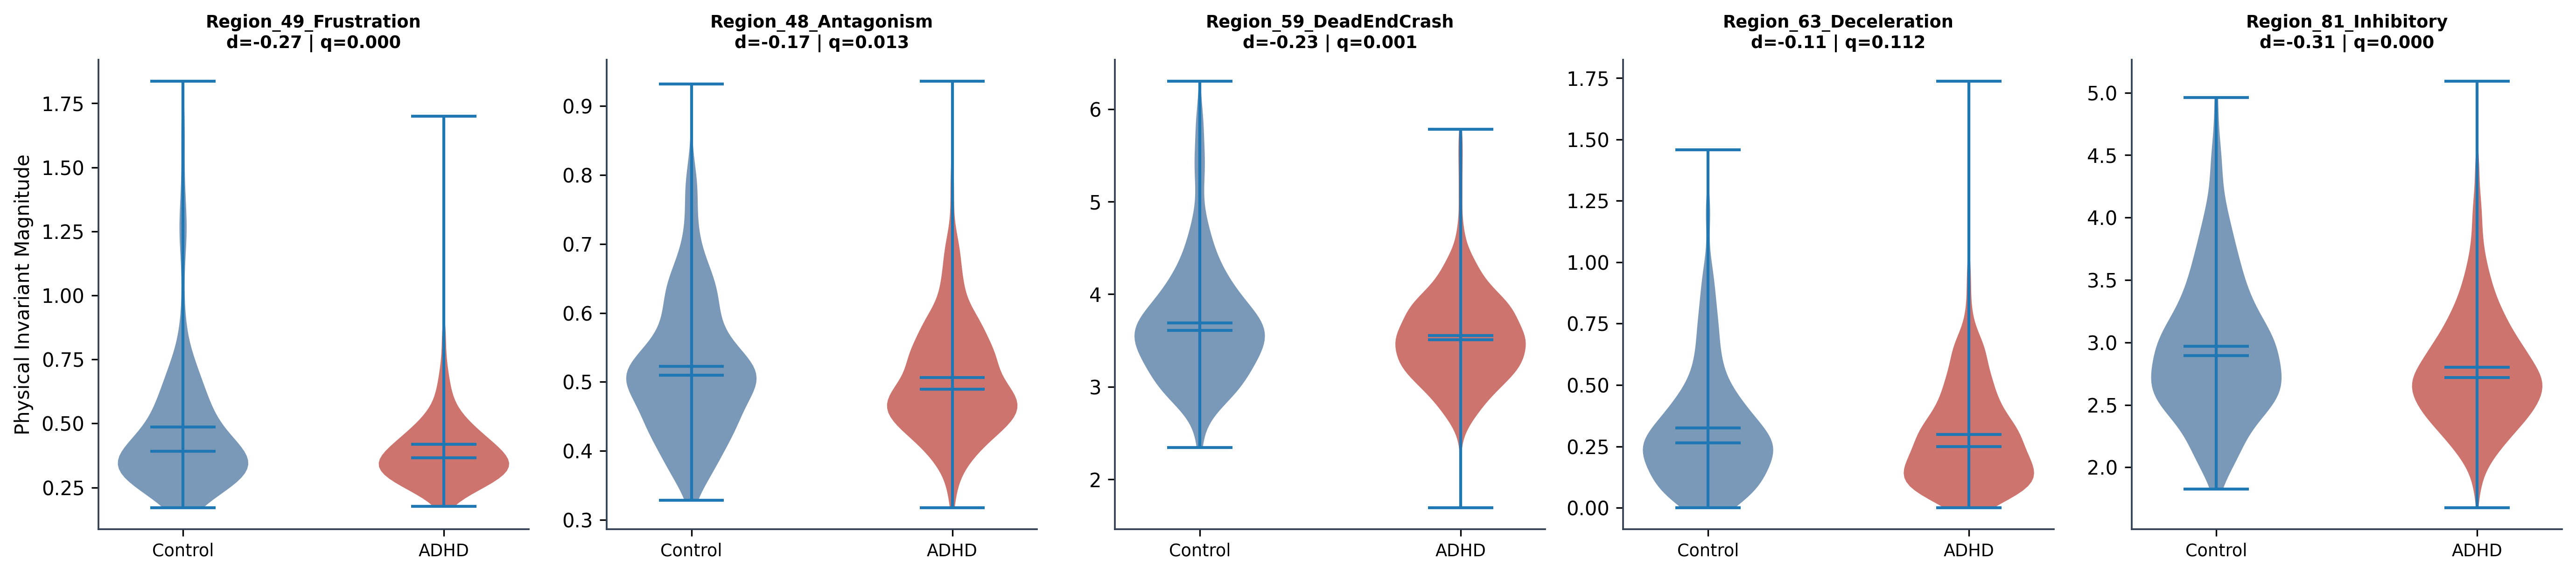 Region_49_Frustration
d=-0.27 | q=0.000
Region_48_Antagonism
d=-0.17 | q=0.013
Region_59_DeadEndCrash
d=-0.23 | q=0.001
Region_63_Deceleration
d=-0.11 | q=0.112
Region_81_Inhibitory
d=-0.31 | q=0.000
Physical Invariant Magnitude
1.75
1.50
1.25
1.00
0.75
0.50
0.25
Control
ADHD
0.9
0.8
0.7
0.6
0.5
0.4
0.3
Control
ADHD
6
5
4
3
2
Control
ADHD
1.75
1.50
1.25
1.00
0.75
0.50
0.25
0.00
Control
ADHD
5.0
4.5
4.0
3.5
3.0
2.5
2.0
Control
ADHD